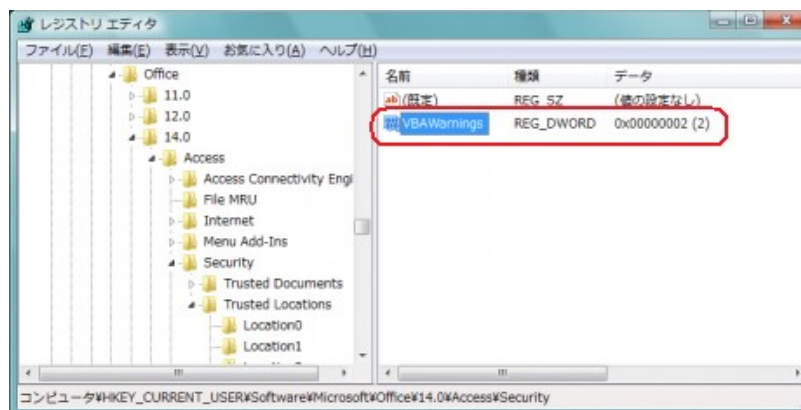 レジストリ エディタ
ファイル(F) 編集(E) 表示(V) お気に入り(A) ヘルプ(H)
Office
11.0
12.0
14.0
Access
Access Connectivity Engi
File MRU
Internet
Menu Add-Ins
Security
Trusted Documents
Trusted Locations
Location0
Location1
名前 種類 データ
(既定) REG_SZ (値の設定なし)
VBAWarnings REG_DWORD 0x00000002 (2)
コンピュータ¥HKEY_CURRENT_USER¥Software¥Microsoft¥Office¥14.0¥Access¥Security